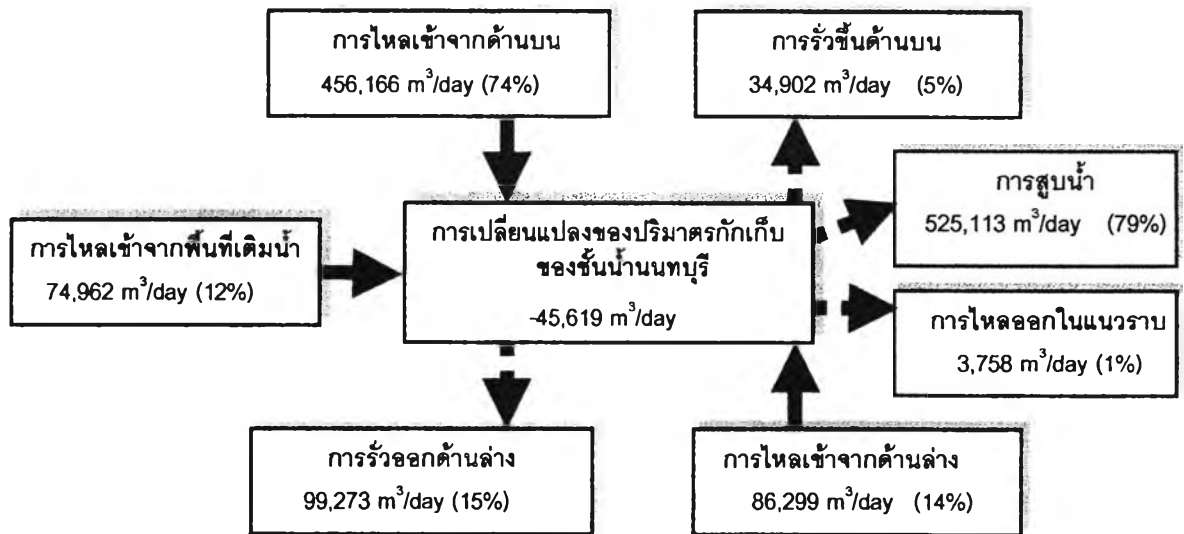 การไหลเข้าจากด้านบน
456,166 m³/day (74%)
การรั่วขึ้นด้านบน
34,902 m³/day (5%)
การสูบน้ำ
525,113 m³/day (79%)
การไหลเข้าจากพื้นที่เติมน้ำ
74,962 m³/day (12%)
การเปลี่ยนแปลงของปริมาตรกักเก็บ
ของชั้นน้ำนนทบุรี
-45,619 m³/day
การไหลออกในแนวราบ
3,758 m³/day (1%)
การรั่วออกด้านล่าง
99,273 m³/day (15%)
การไหลเข้าจากด้านล่าง
86,299 m³/day (14%)